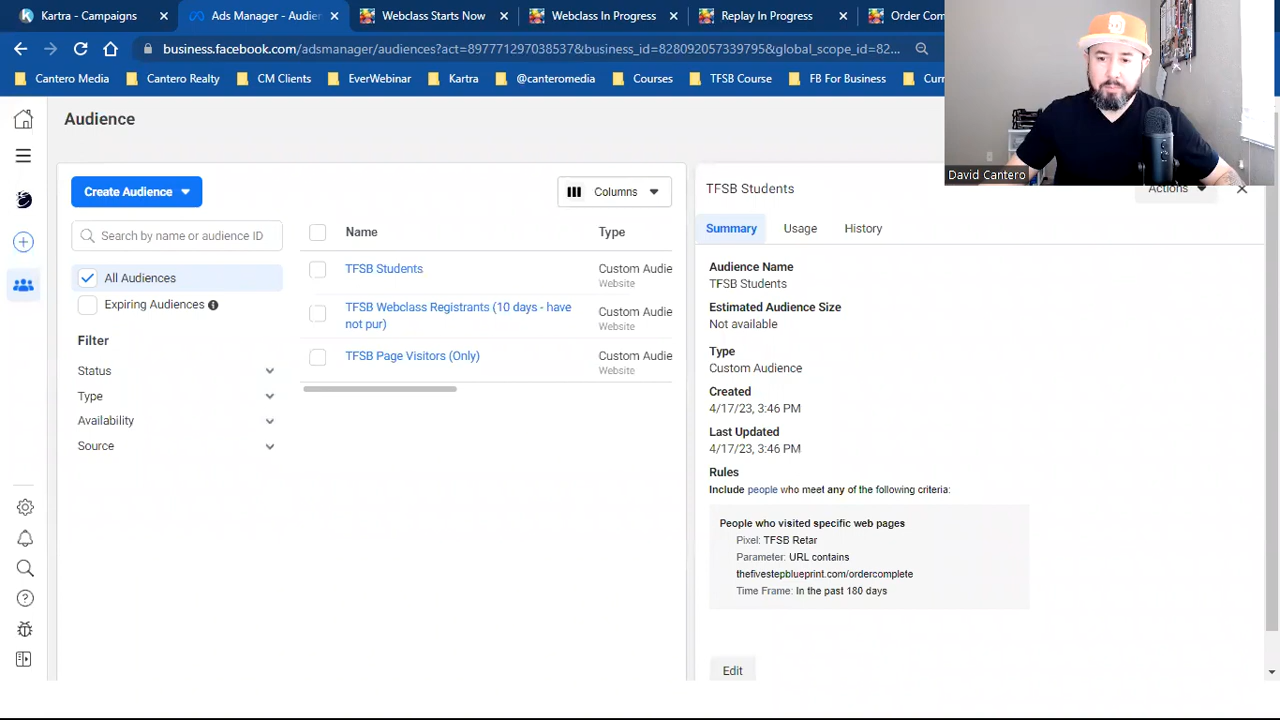 Kartra - Campaigns
Ads Manager - Audien
Webclass Starts Now
Webclass In Progress
Replay In Progress
Order Com
business.facebook.com/adsmanager/audiences?act=897771297038537&business_id=828092057339795&global_scope_id=82...
Cantero Media
Cantero Realty
CM Clients
EverWebinar
Kartra
@canteromedia
Courses
TFSB Course
FB For Business
Curr
David Cantero
Audience
Create Audience
Columns
Search by name or audience ID
All Audiences
Expiring Audiences
Filter
Status
Type
Availability
Source
Name
Type
TFSB Students
Custom Audie
Website
TFSB Webclass Registrants (10 days - have
not pur)
Custom Audie
Website
TFSB Page Visitors (Only)
Custom Audie
Website
TFSB Students
Actions
Summary
Usage
History
Audience Name
TFSB Students
Estimated Audience Size
Not available
Type
Custom Audience
Created
4/17/23, 3:46 PM
Last Updated
4/17/23, 3:46 PM
Rules
Include people who meet any of the following criteria:
People who visited specific web pages
Pixel: TFSB Retar
Parameter: URL contains
thefivestepblueprint.com/ordercomplete
Time Frame: In the past 180 days
Edit